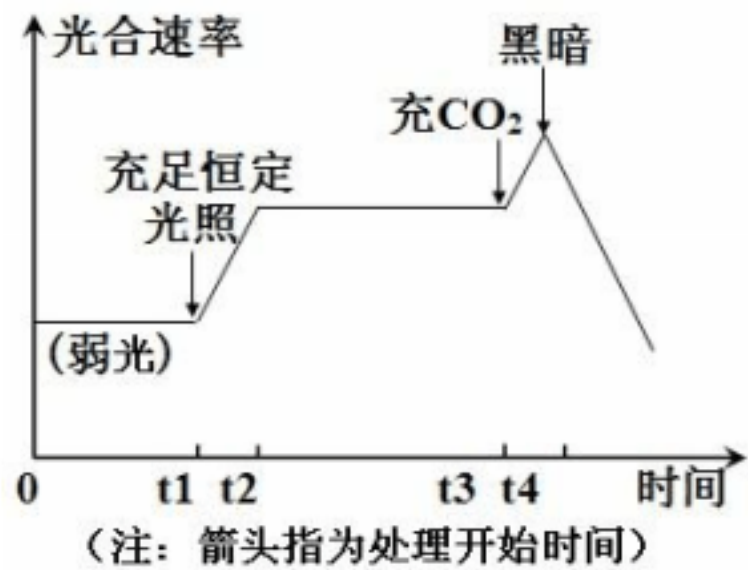 光合速率
黑暗
充CO₂
充足恒定
光照
(弱光)
0 t1 t2 t3 t4 时间
（注：箭头指为处理开始时间）